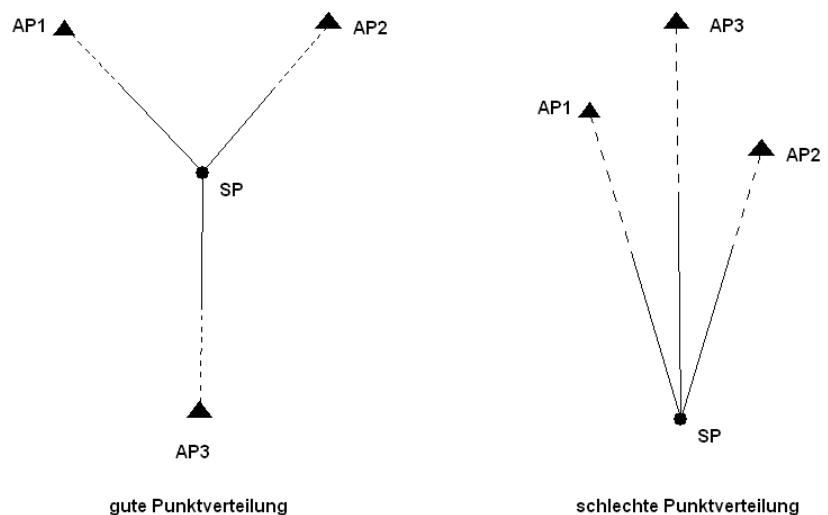 AP1
AP2
SP
AP3
gute Punktverteilung
AP3
AP1
AP2
SP
schlechte Punktverteilung